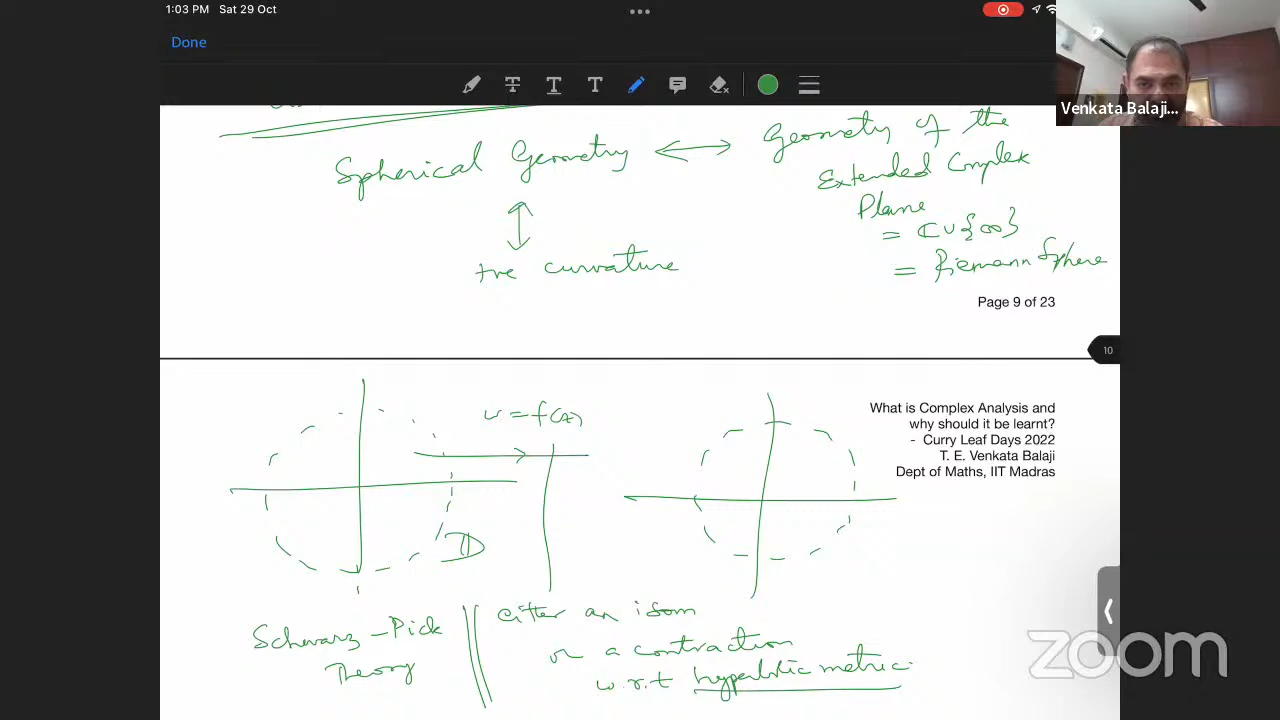 1:03 PM Sat 29 Oct
Done
Venkata Balaji...
Spherical Geometry ⟷ Geometry of the
Extended Complex
Plane
= ℂ∪{∞}
= Riemann Sphere
+ve curvature
Page 9 of 23
10
What is Complex Analysis and
why should it be learnt?
- Curry Leaf Days 2022
T. E. Venkata Balaji
Dept of Maths, IIT Madras
w = f(z)
𝔻
Schwarz-Pick
Theory
either an isom
or a contraction
w.r.t hyperbolic metric.
zoom